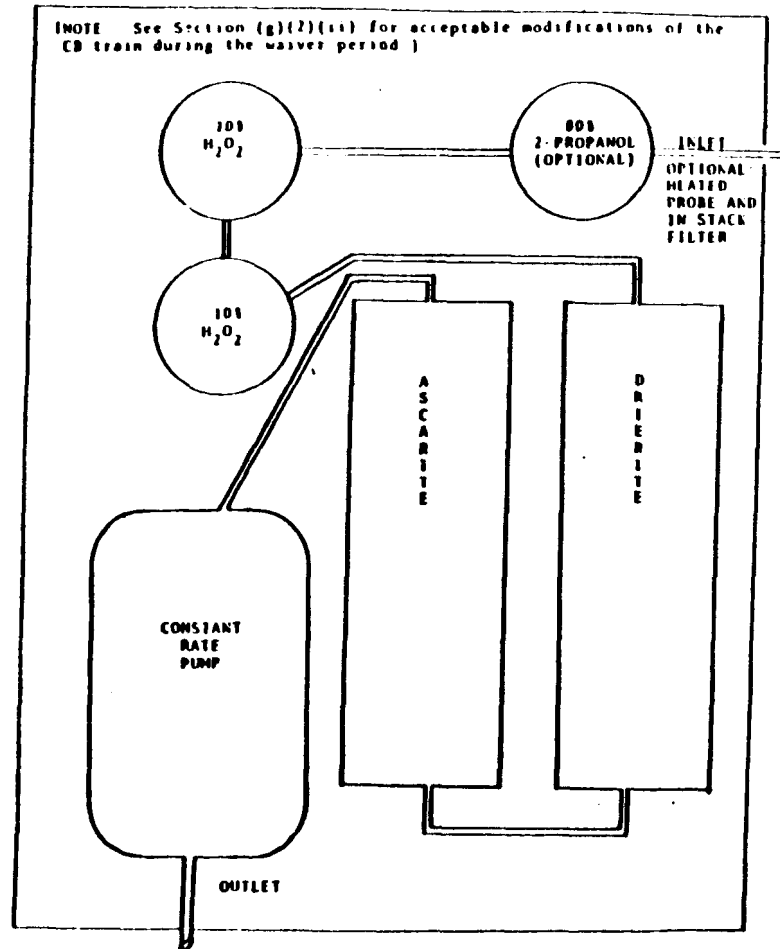 [NOTE See Section (g)(2)(ii) for acceptable modifications of the
CB train during the waiver period ]
10%
H₂O₂
80%
2-PROPANOL
(OPTIONAL)
INLET
OPTIONAL
HEATED
PROBE AND
IN STACK
FILTER
10%
H₂O₂
ASCARITE
DRIERITE
CONSTANT
RATE
PUMP
OUTLET